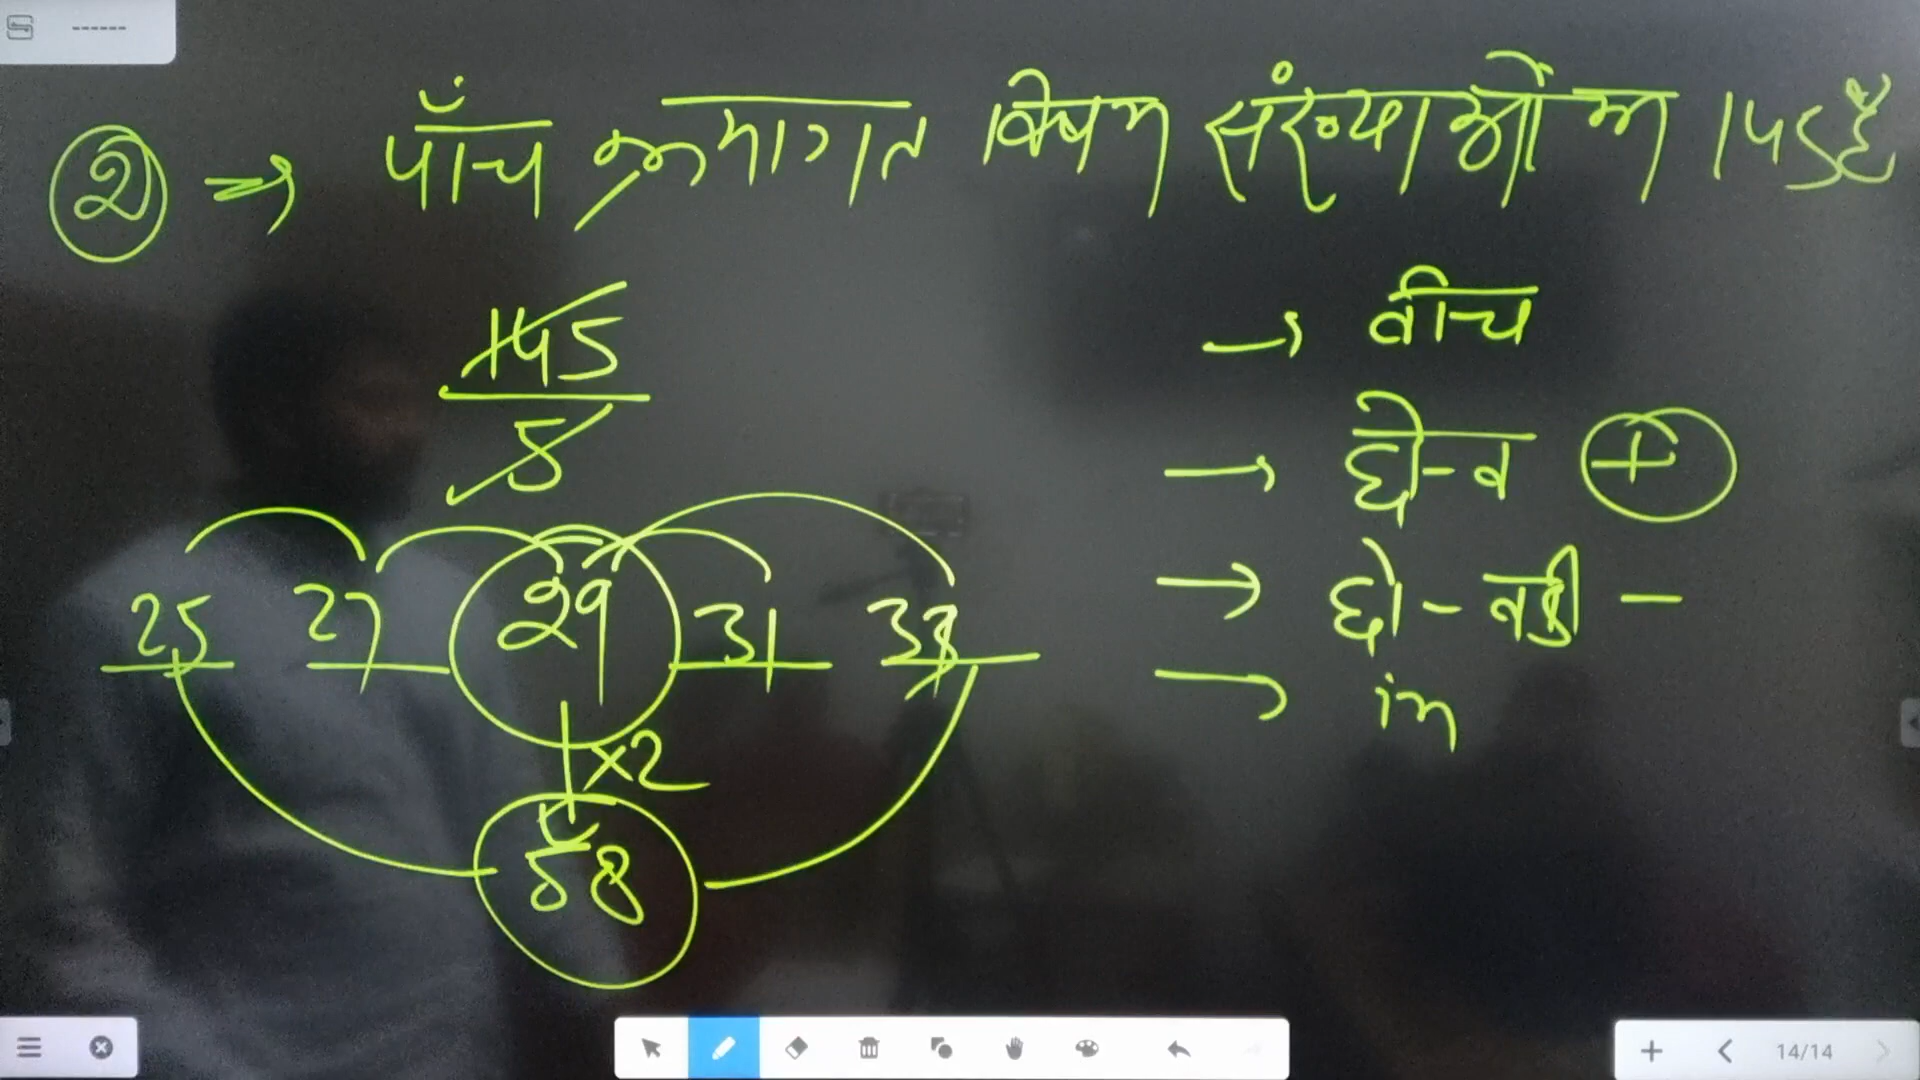 ② ⇒ पाँच क्रमागत विषम संख्याओं का 145 है
145
5
→ बीच
→ छो-ब +
→ छो-बड़ी -
→ in
25 27 29 31 33
×2
58
14/14